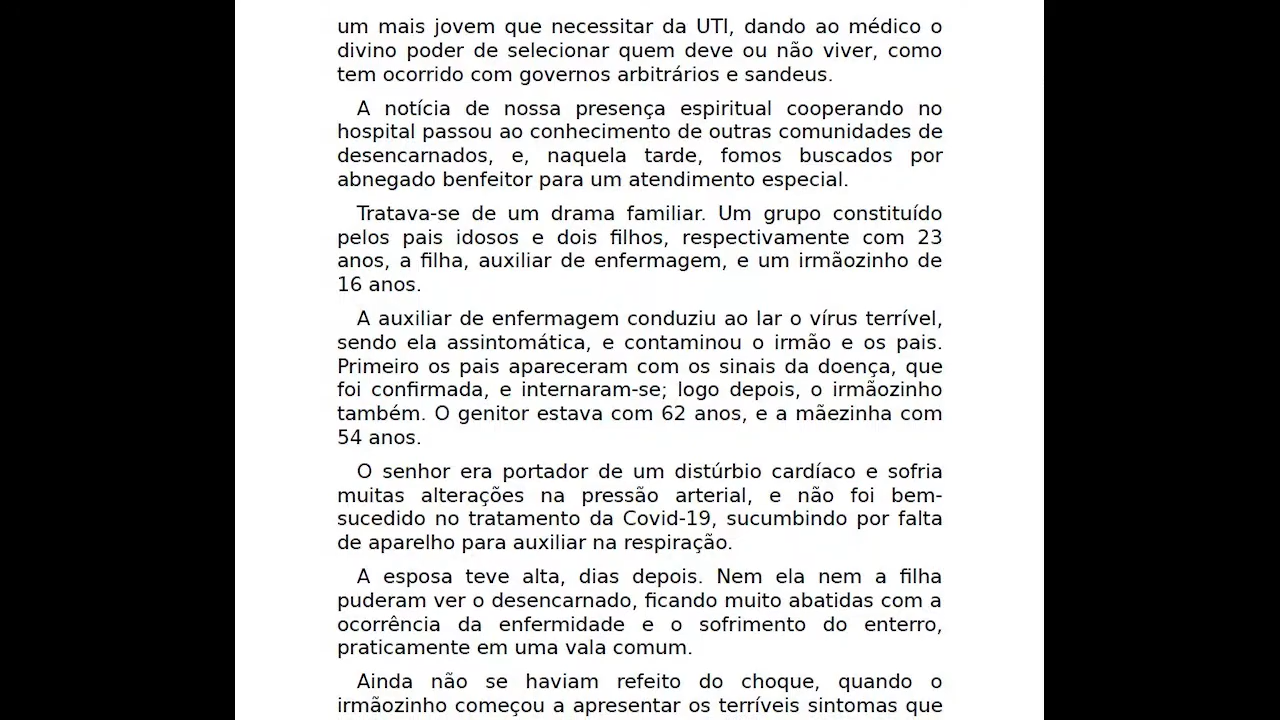 um mais jovem que necessitar da UTI, dando ao médico o
divino poder de selecionar quem deve ou não viver, como
tem ocorrido com governos arbitrários e sandeus.
A notícia de nossa presença espiritual cooperando no
hospital passou ao conhecimento de outras comunidades de
desencarnados, e, naquela tarde, fomos buscados por
abnegado benfeitor para um atendimento especial.
Tratava-se de um drama familiar. Um grupo constituído
pelos pais idosos e dois filhos, respectivamente com 23
anos, a filha, auxiliar de enfermagem, e um irmãozinho de
16 anos.
A auxiliar de enfermagem conduziu ao lar o vírus terrível,
sendo ela assintomática, e contaminou o irmão e os pais.
Primeiro os pais apareceram com os sinais da doença, que
foi confirmada, e internaram-se; logo depois, o irmãozinho
também. O genitor estava com 62 anos, e a mãezinha com
54 anos.
O senhor era portador de um distúrbio cardíaco e sofria
muitas alterações na pressão arterial, e não foi bem-
sucedido no tratamento da Covid-19, sucumbindo por falta
de aparelho para auxiliar na respiração.
A esposa teve alta, dias depois. Nem ela nem a filha
puderam ver o desencarnado, ficando muito abatidas com a
ocorrência da enfermidade e o sofrimento do enterro,
praticamente em uma vala comum.
Ainda não se haviam refeito do choque, quando o
irmãozinho começou a apresentar os terríveis sintomas que